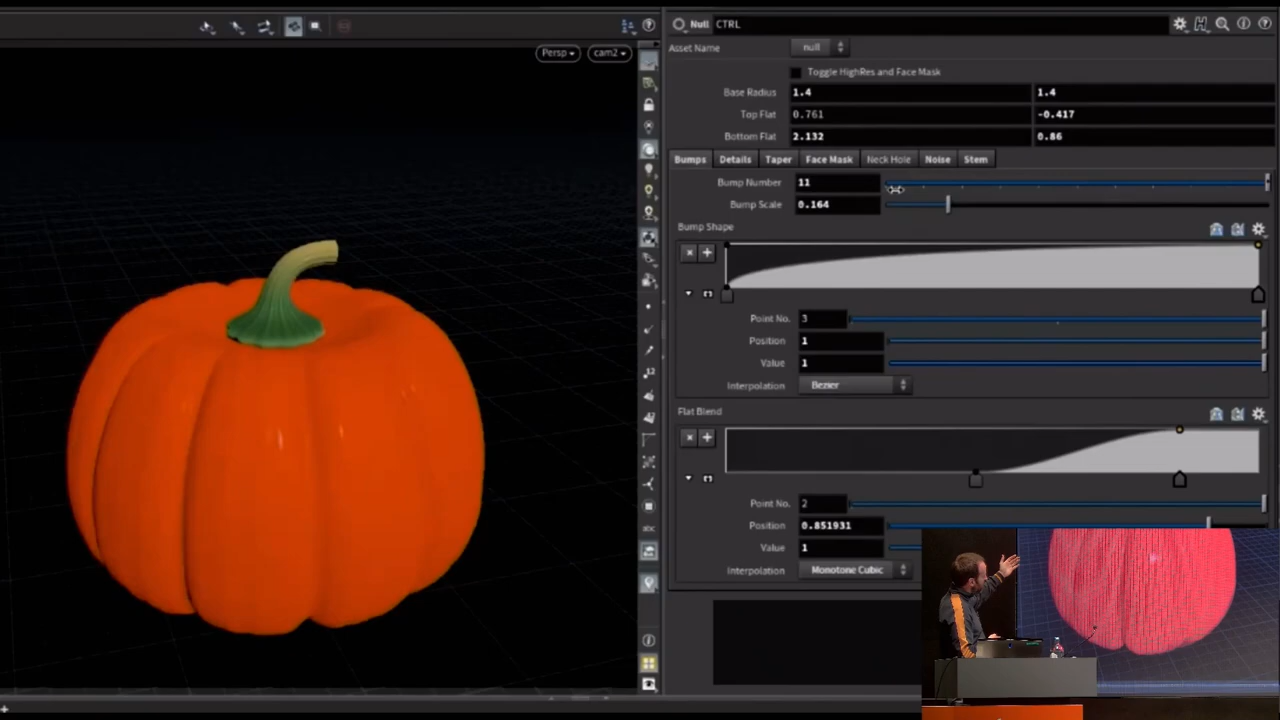 Null CTRL
Persp cam2
Asset Name null
Toggle HighRes and Face Mask
Base Radius 1.4 1.4
Top Flat 0.761 -0.417
Bottom Flat 2.132 0.86
Bumps Details Taper Face Mask Neck Hole Noise Stem
Bump Number 11
Bump Scale 0.164
Bump Shape
Point No. 3
Position 1
Value 1
Interpolation Bezier
Flat Blend
Point No. 2
Position 0.851931
Value 1
Interpolation Monotone Cubic
12
abc